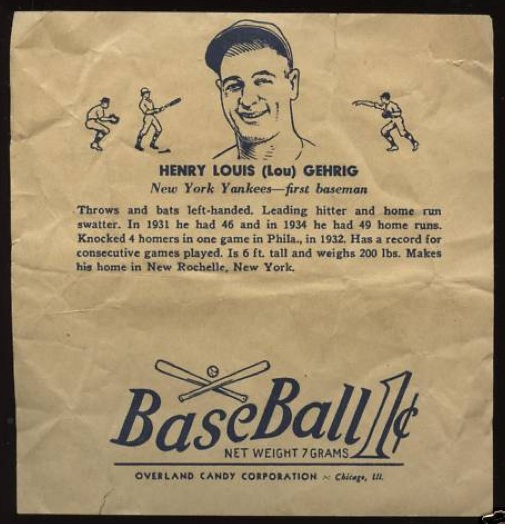 HENRY LOUIS (Lou) GEHRIG
New York Yankees—first baseman
Throws and bats left-handed. Leading hitter and home run
swatter. In 1931 he had 46 and in 1934 he had 49 home runs.
Knocked 4 homers in one game in Phila., in 1932. Has a record for
consecutive games played. Is 6 ft. tall and weighs 200 lbs. Makes
his home in New Rochelle, New York.
BaseBall 1¢
NET WEIGHT 7 GRAMS
OVERLAND CANDY CORPORATION ~ Chicago, Ill.